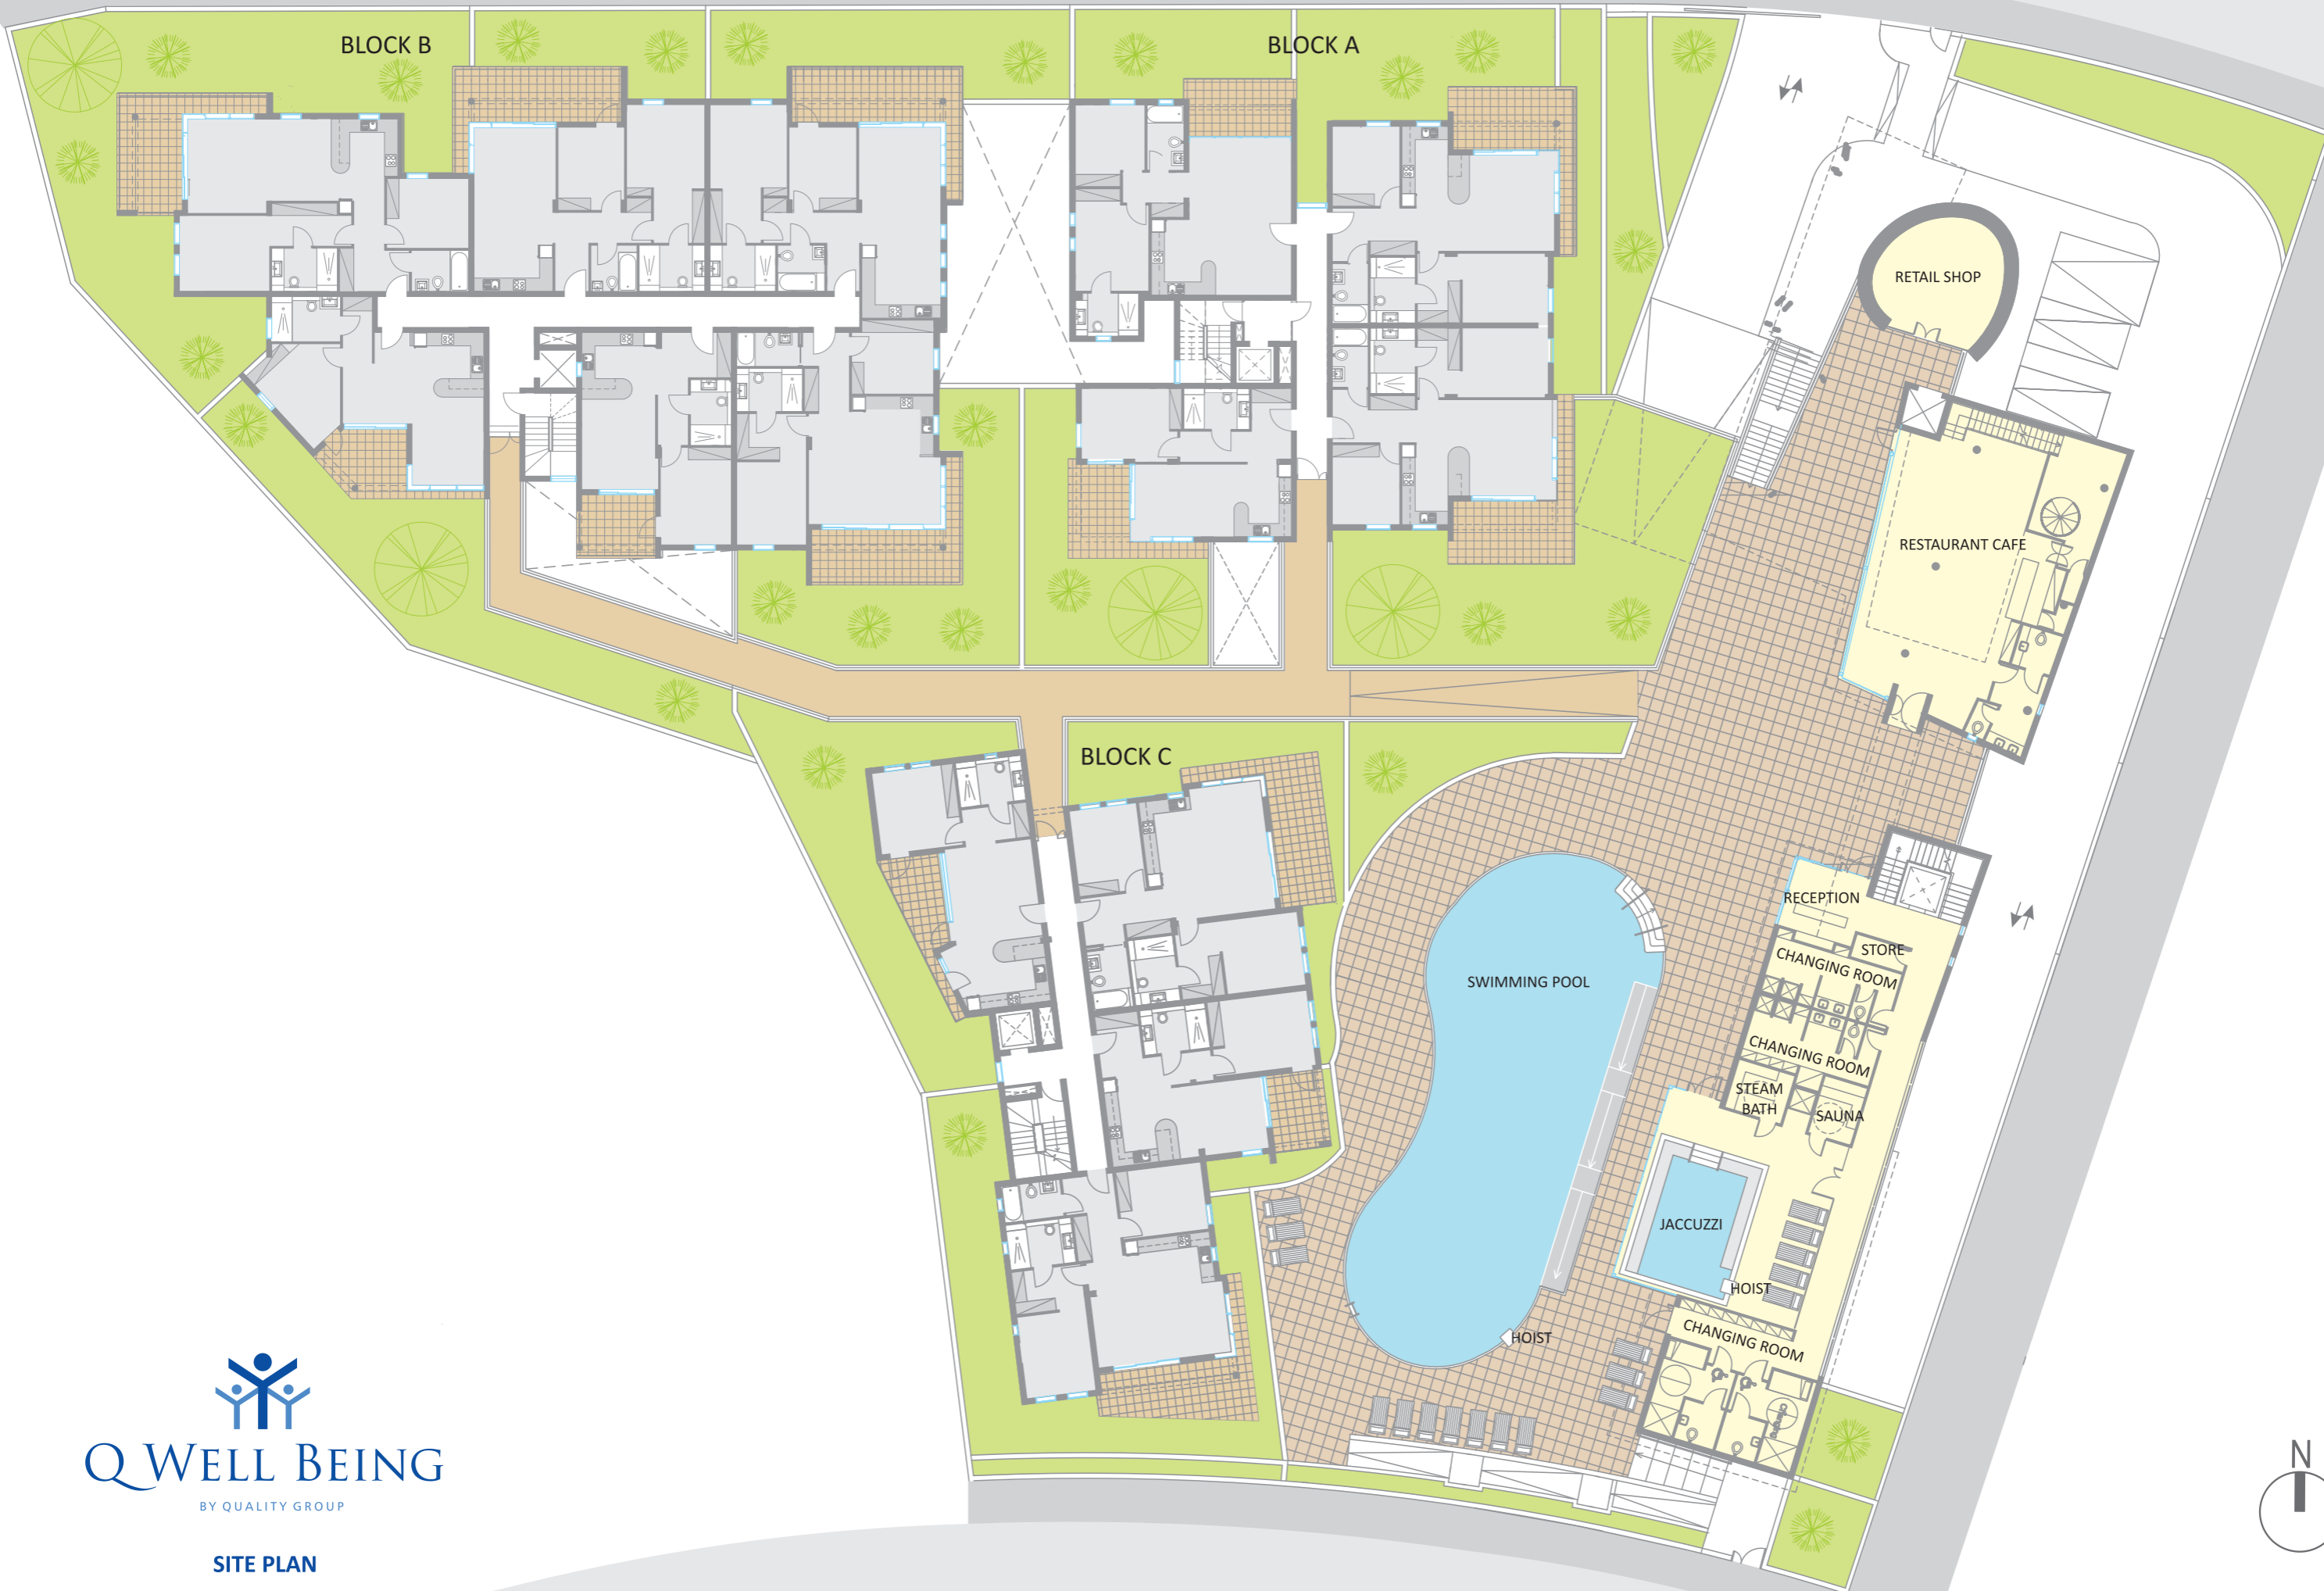 BLOCK B
BLOCK A
RETAIL SHOP
RESTAURANT CAFE
BLOCK C
RECEPTION
STORE
CHANGING ROOM
SWIMMING POOL
CHANGING ROOM
STEAM
BATH
SAUNA
JACCUZZI
HOIST
HOIST
CHANGING ROOM
Changing
Q WELL BEING
BY QUALITY GROUP
SITE PLAN
N